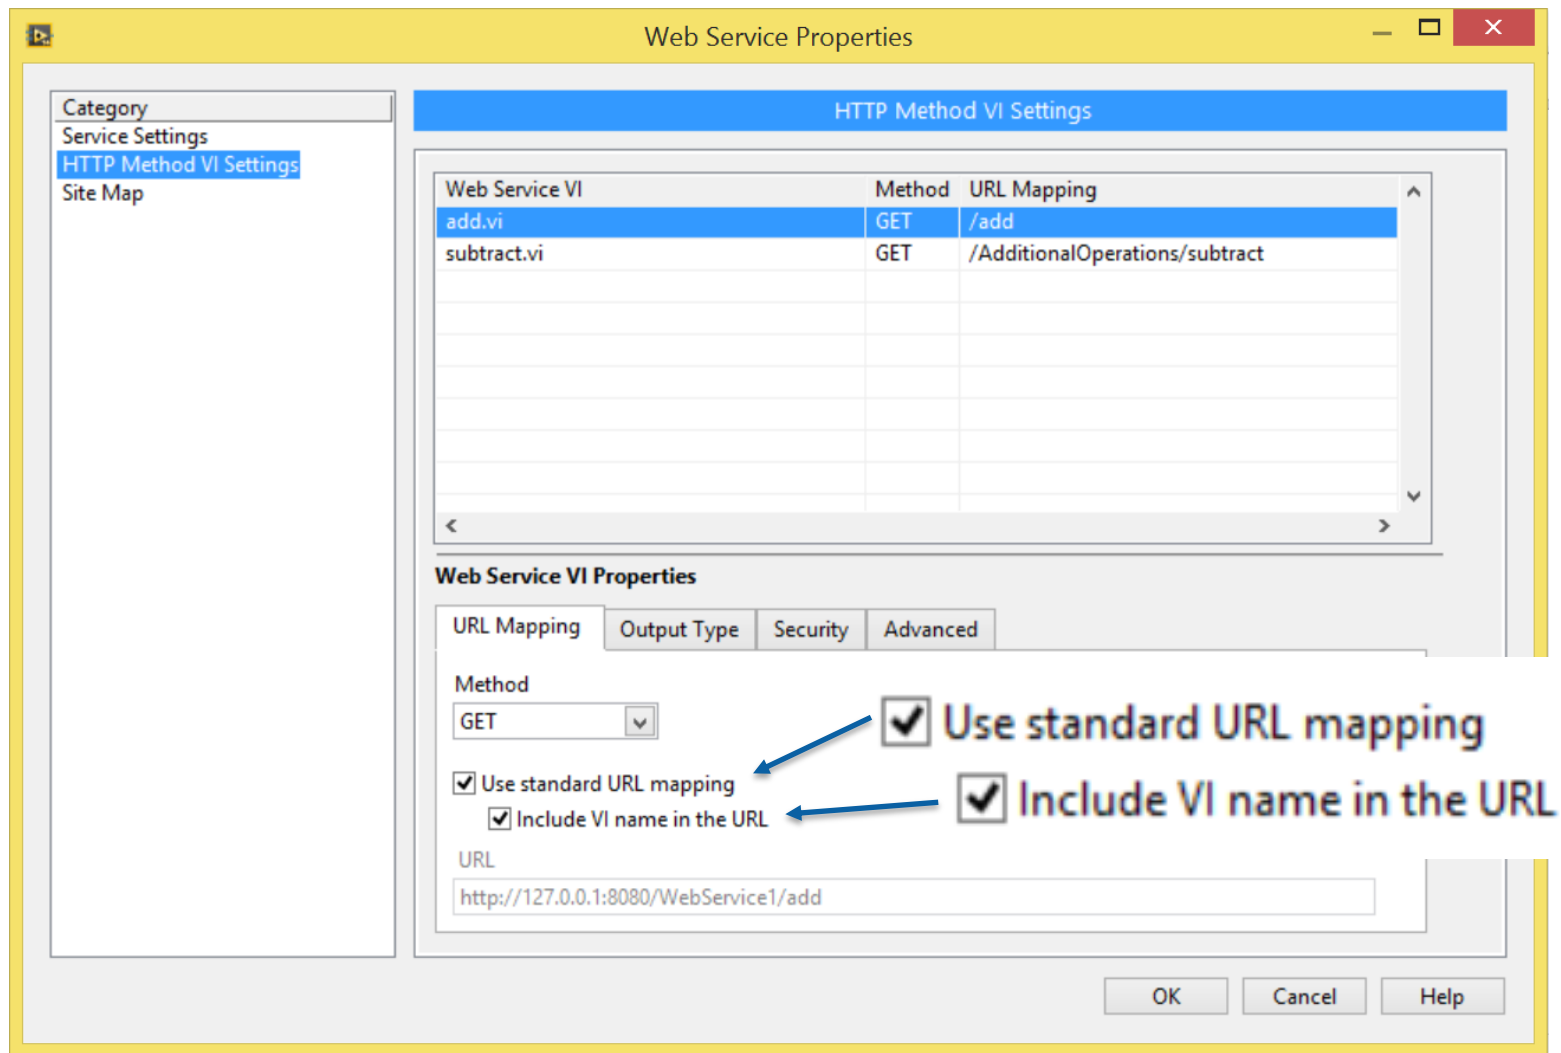 Web Service Properties
Category
Service Settings
HTTP Method VI Settings
Site Map
HTTP Method VI Settings
Web Service VI Method URL Mapping
add.vi GET /add
subtract.vi GET /AdditionalOperations/subtract
Web Service VI Properties
URL Mapping Output Type Security Advanced
Method
GET
Use standard URL mapping
Include VI name in the URL
Use standard URL mapping
Include VI name in the URL
URL
http://127.0.0.1:8080/WebService1/add
OK Cancel Help